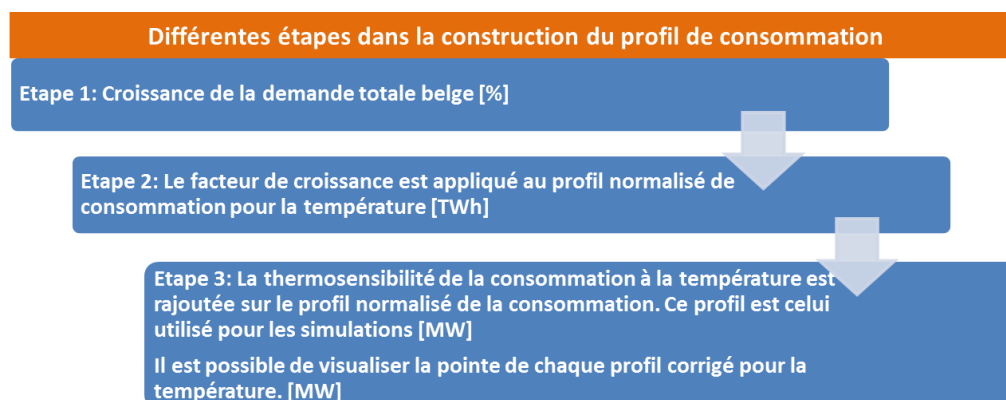 Différentes étapes dans la construction du profil de consommation
Etape 1: Croissance de la demande totale belge [%]
Etape 2: Le facteur de croissance est appliqué au profil normalisé de
consommation pour la température [TWh]
Etape 3: La thermosensibilité de la consommation à la température est
rajoutée sur le profil normalisé de la consommation. Ce profil est celui
utilisé pour les simulations [MW]
Il est possible de visualiser la pointe de chaque profil corrigé pour la
température. [MW]